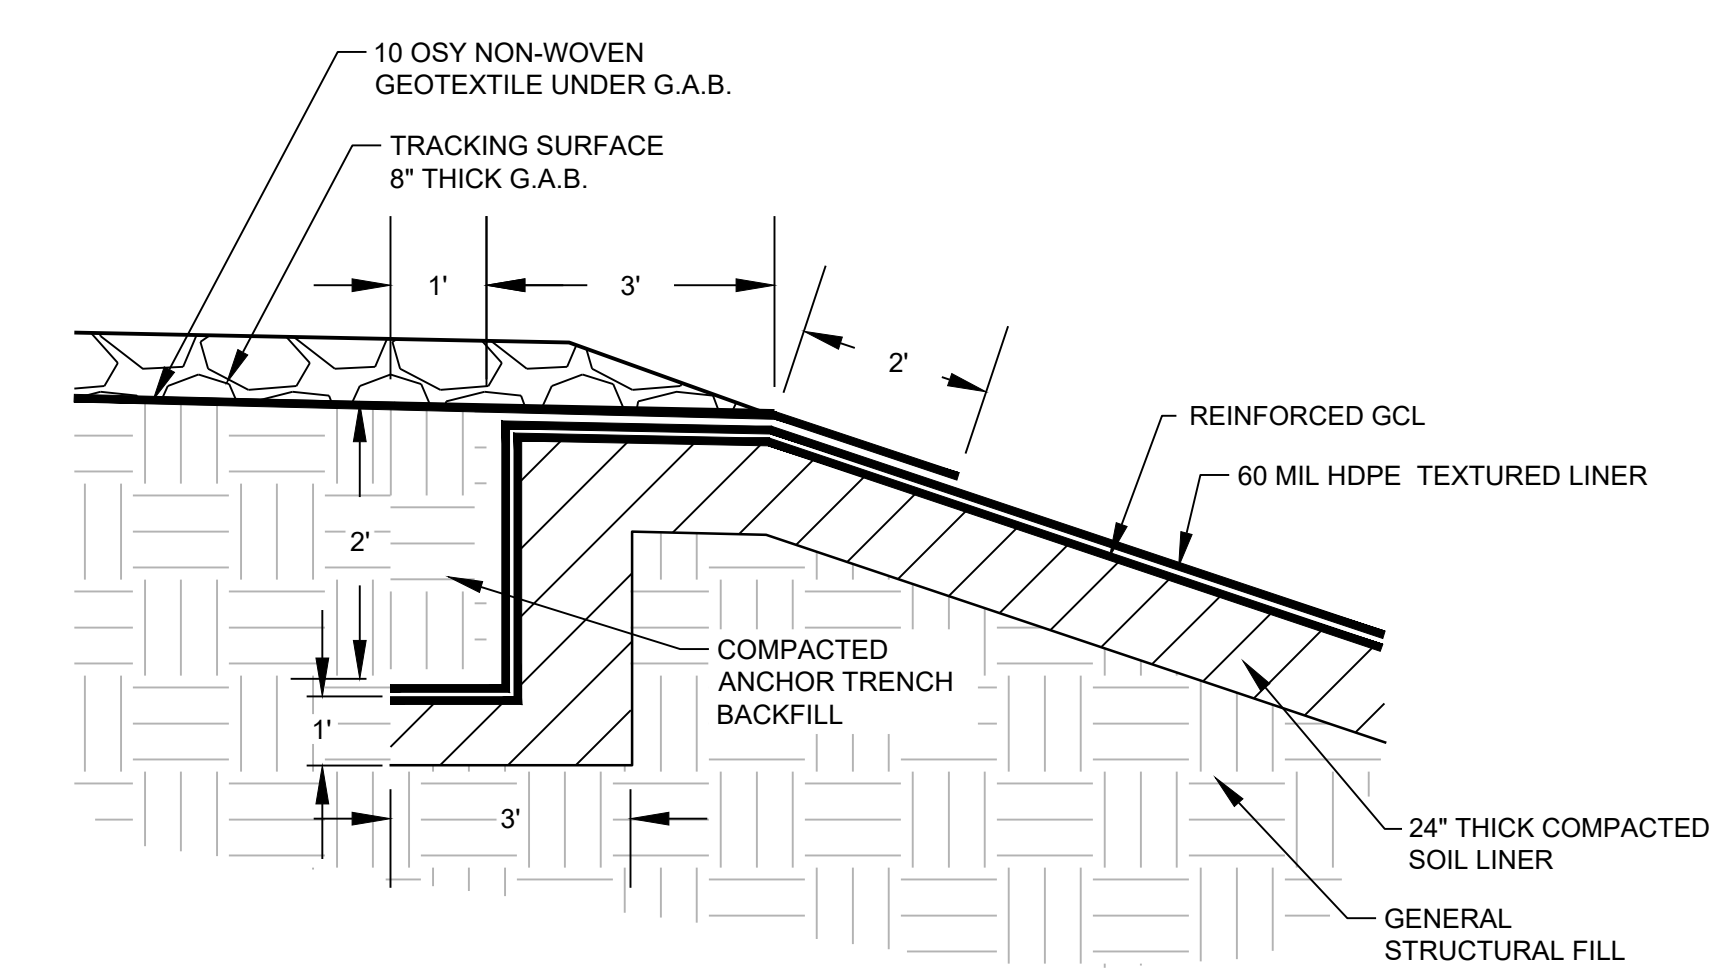 10 OSY NON-WOVEN
GEOTEXTILE UNDER G.A.B.
TRACKING SURFACE
8" THICK G.A.B.
1'
3'
2'
REINFORCED GCL
60 MIL HDPE TEXTURED LINER
2'
COMPACTED
ANCHOR TRENCH
BACKFILL
1'
3'
24" THICK COMPACTED
SOIL LINER
GENERAL
STRUCTURAL FILL